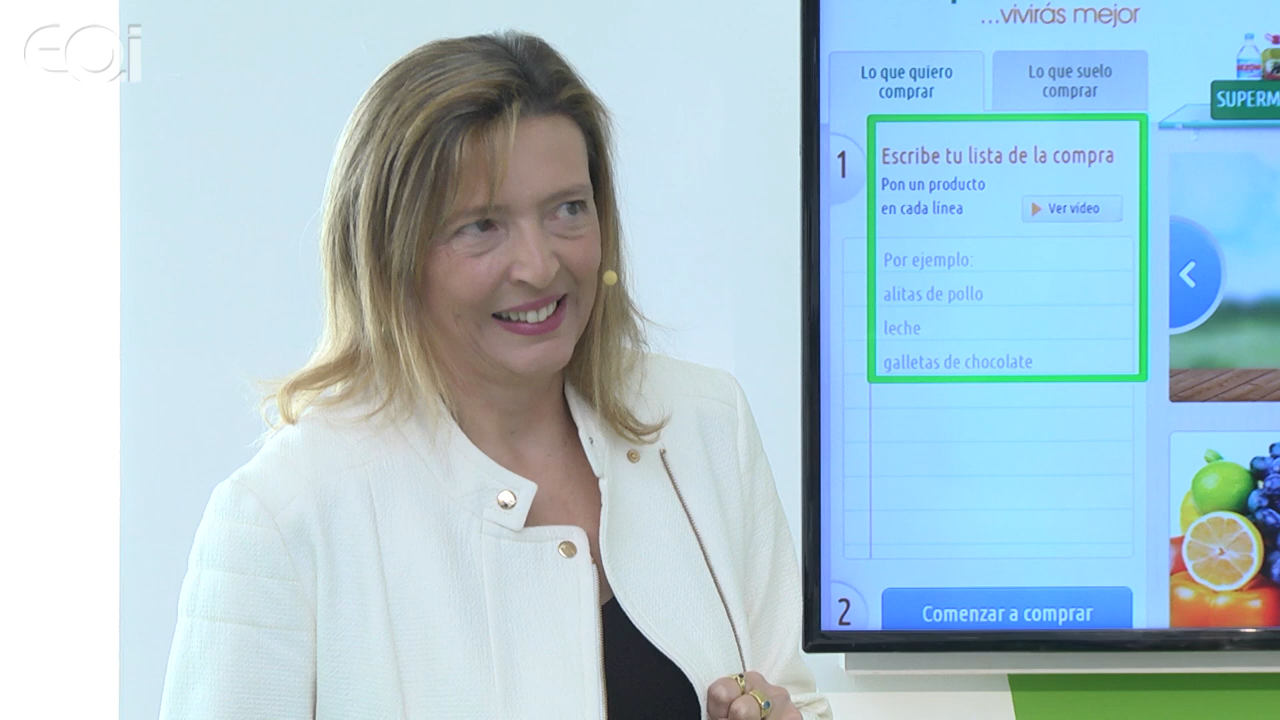 EOi
...vivirás mejor
Lo que quiero
comprar
Lo que suelo
comprar
SUPERM
1
Escribe tu lista de la compra
Pon un producto
en cada línea
Ver vídeo
Por ejemplo:
alitas de pollo
leche
galletas de chocolate
2
Comenzar a comprar